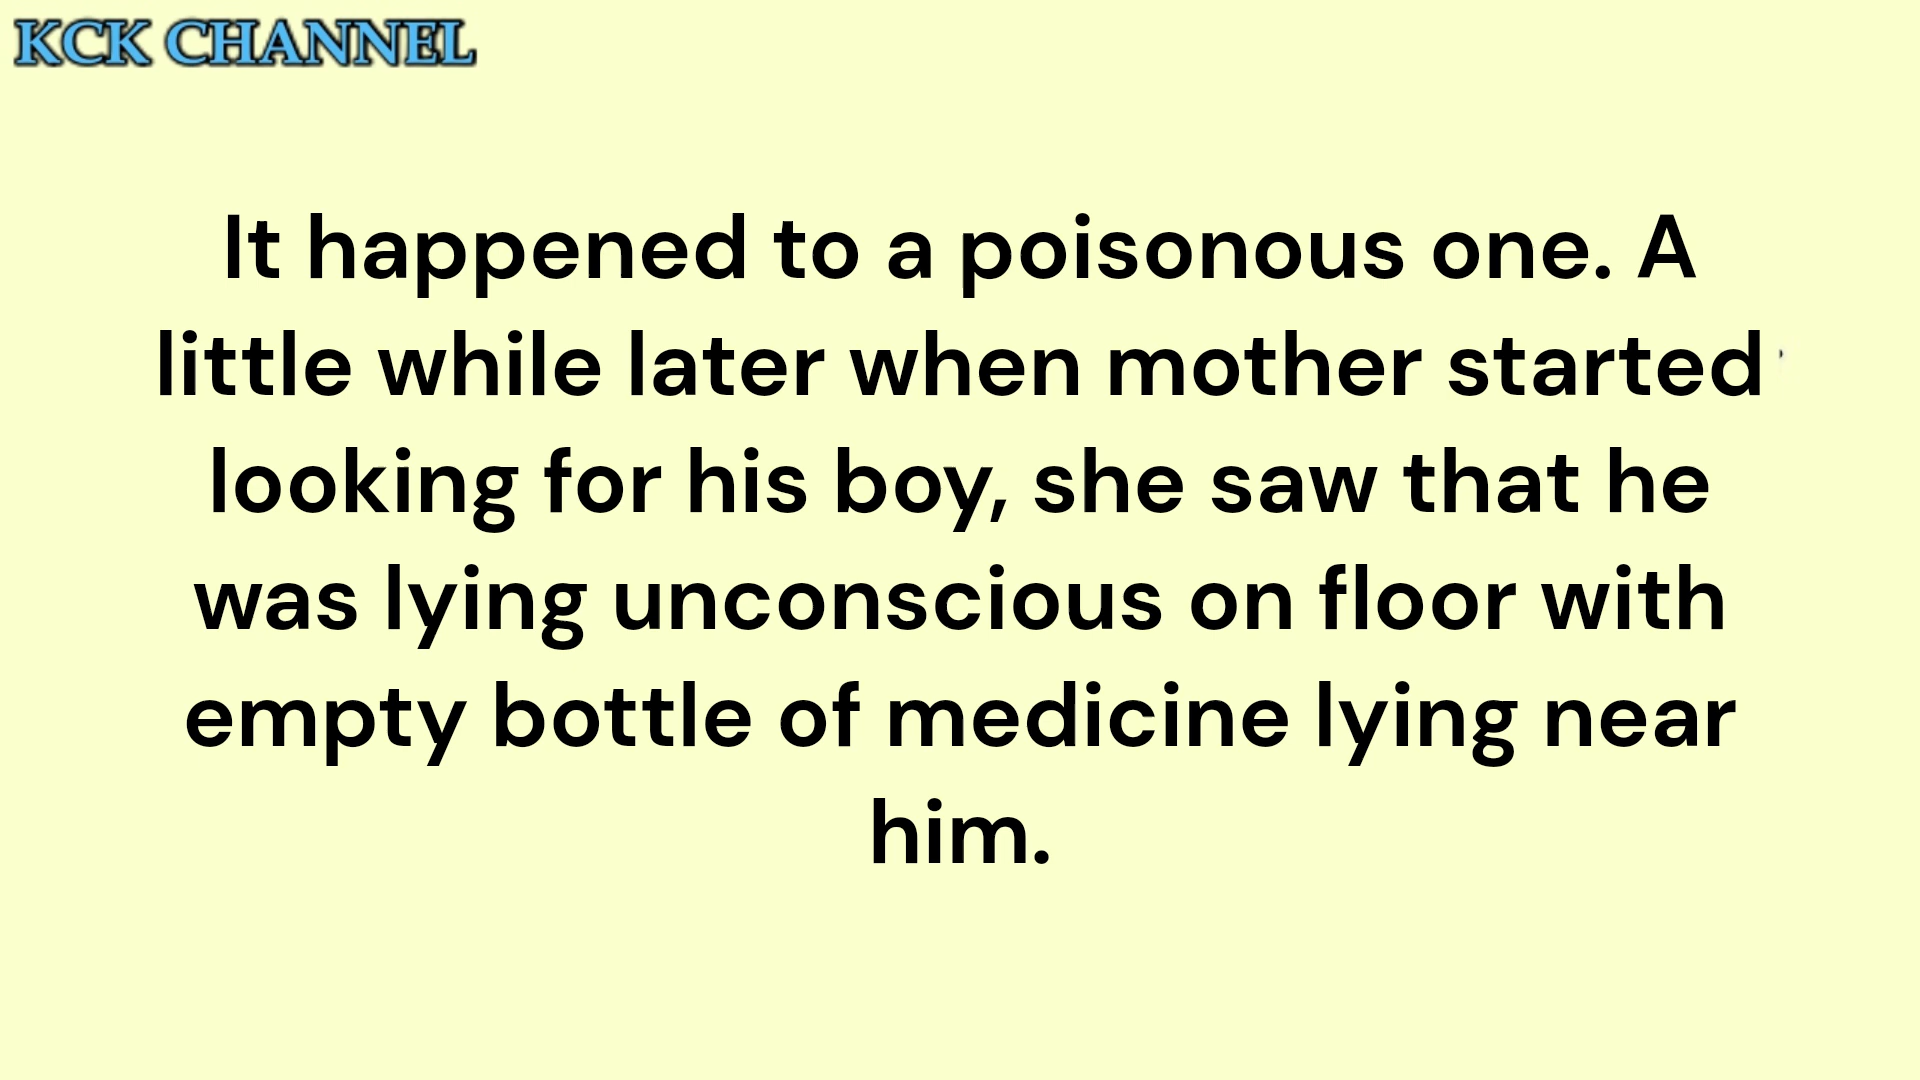 KCK CHANNEL
It happened to a poisonous one. A
little while later when mother started
looking for his boy, she saw that he
was lying unconscious on floor with
empty bottle of medicine lying near
him.